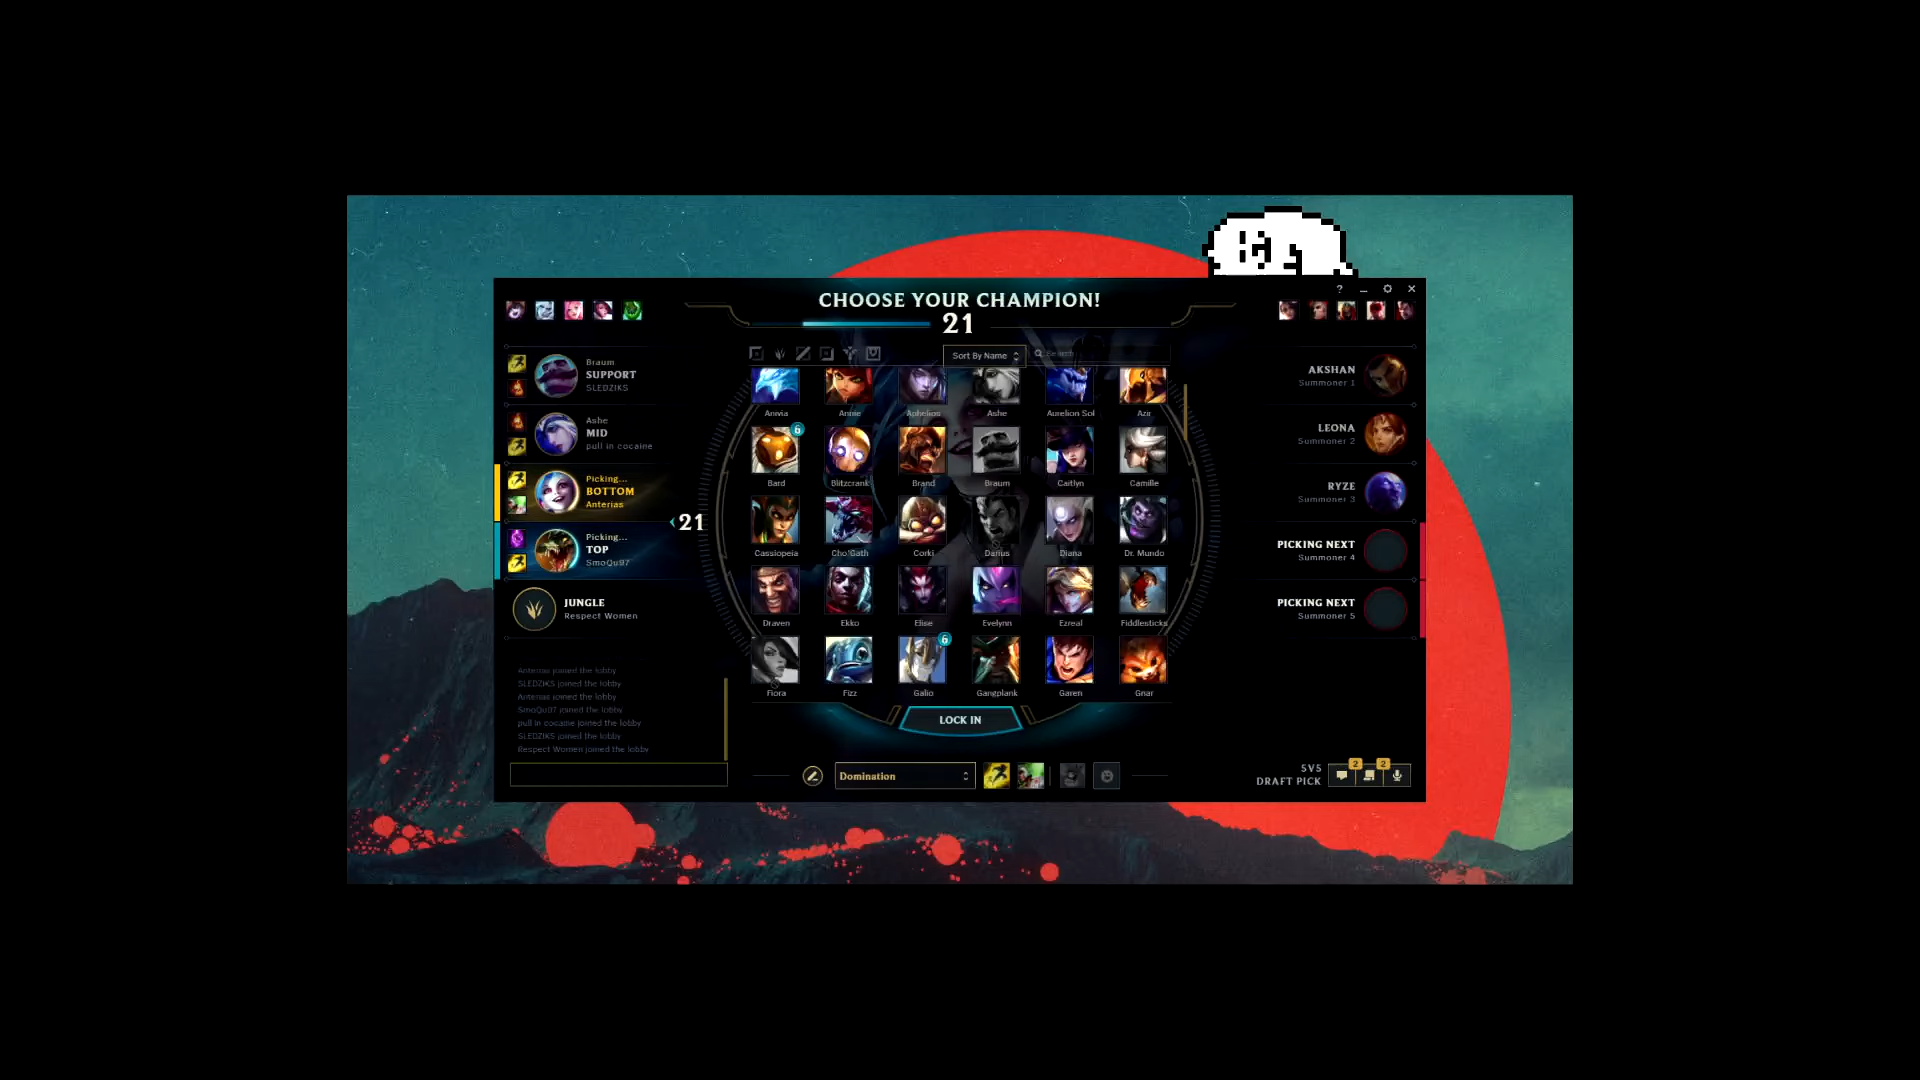 CHOOSE YOUR CHAMPION!
21
?
Sort By Name
Search
Braum
SUPPORT
SLEDZIKS
Ashe
MID
pull in cocaine
Picking...
BOTTOM
Anterias
Picking...
TOP
SmoQu97
21
JUNGLE
Respect Women
Anterias joined the lobby
SLEDZIKS joined the lobby
Anterias joined the lobby
SmoQu97 joined the lobby
pull in cocaine joined the lobby
SLEDZIKS joined the lobby
Respect Women joined the lobby
Anivia
Annie
Aphelios
Ashe
Aurelion Sol
Azir
6
Bard
Blitzcrank
Brand
Braum
Caitlyn
Camille
Cassiopeia
Cho'Gath
Corki
Darius
Diana
Dr. Mundo
Draven
Ekko
Elise
Evelynn
Ezreal
Fiddlesticks
6
Fiora
Fizz
Galio
Gangplank
Garen
Gnar
LOCK IN
Domination
AKSHAN
Summoner 1
LEONA
Summoner 2
RYZE
Summoner 3
PICKING NEXT
Summoner 4
PICKING NEXT
Summoner 5
5V5
DRAFT PICK
2
2